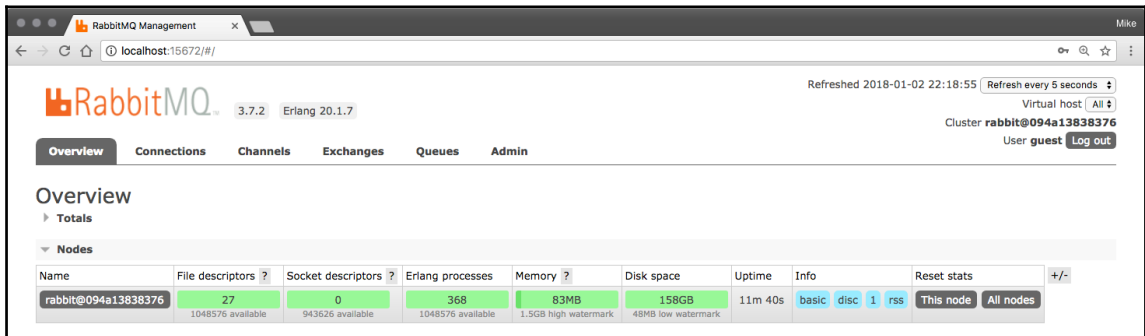 RabbitMQ Management
Mike
localhost:15672/#/
Refreshed 2018-01-02 22:18:55 Refresh every 5 seconds
RabbitMQ 3.7.2 Erlang 20.1.7
Virtual host All
Cluster rabbit@094a13838376
User guest Log out
Overview Connections Channels Exchanges Queues Admin
Overview
Totals
Nodes
Name File descriptors ? Socket descriptors ? Erlang processes Memory ? Disk space Uptime Info Reset stats +/-
rabbit@094a13838376 27 0 368 83MB 158GB 11m 40s basic disc 1 rss This node All nodes
1048576 available 943626 available 1048576 available 1.5GB high watermark 48MB low watermark